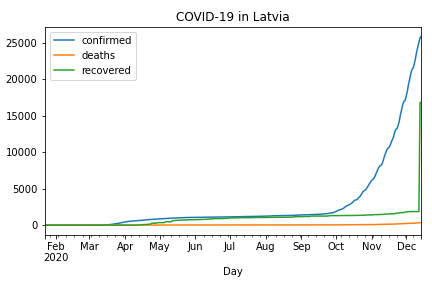 COVID-19 in Latvia
confirmed
deaths
recovered
25000
20000
15000
10000
5000
0
Feb Mar Apr May Jun Jul Aug Sep Oct Nov Dec
2020
Day